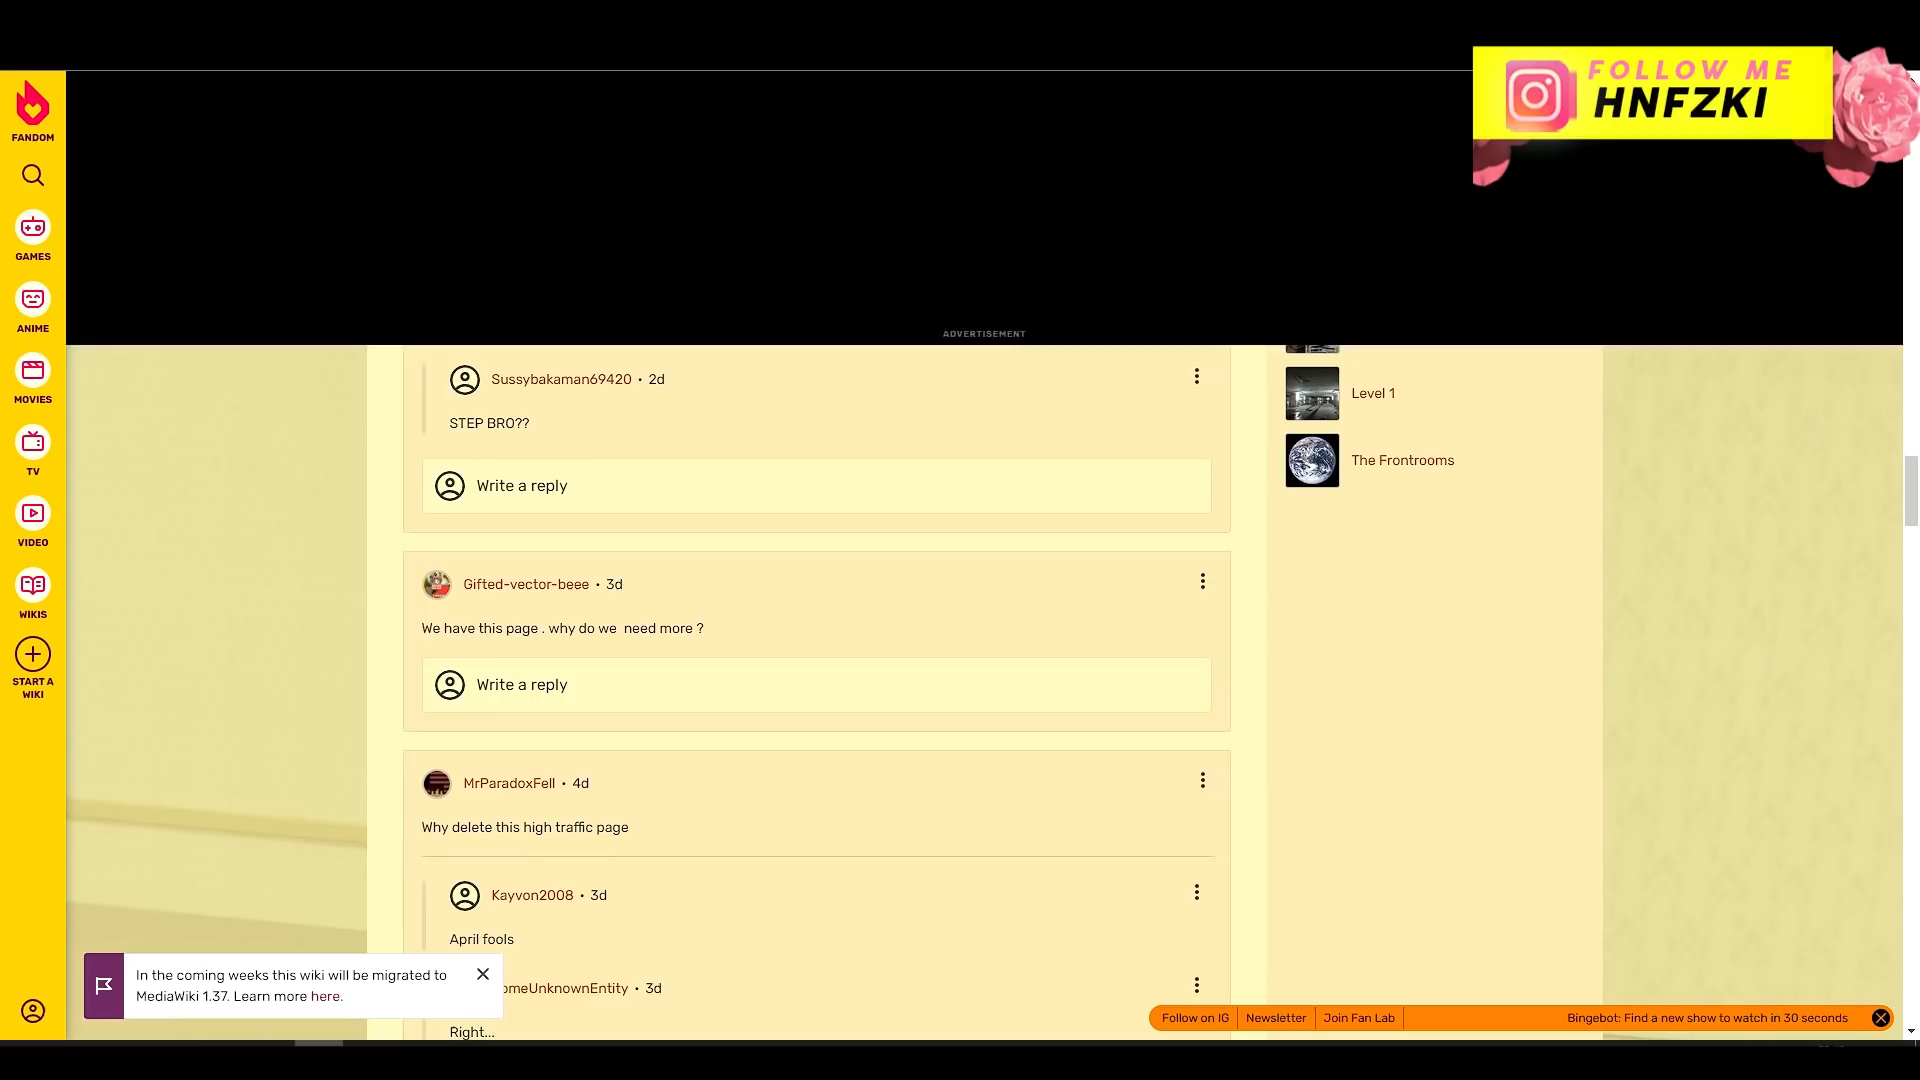 FOLLOW ME
HNFZKI
FANDOM
GAMES
ANIME
MOVIES
TV
VIDEO
WIKIS
START A
WIKI
ADVERTISEMENT
Sussybakaman69420 • 2d
STEP BRO??
Write a reply
Gifted-vector-beee • 3d
We have this page . why do we need more ?
Write a reply
MrParadoxFell • 4d
Why delete this high traffic page
Kayvon2008 • 3d
April fools
omeUnknownEntity • 3d
Right...
Level 1
The Frontrooms
In the coming weeks this wiki will be migrated to
MediaWiki 1.37. Learn more here.
Follow on IG
Newsletter
Join Fan Lab
Bingebot: Find a new show to watch in 30 seconds